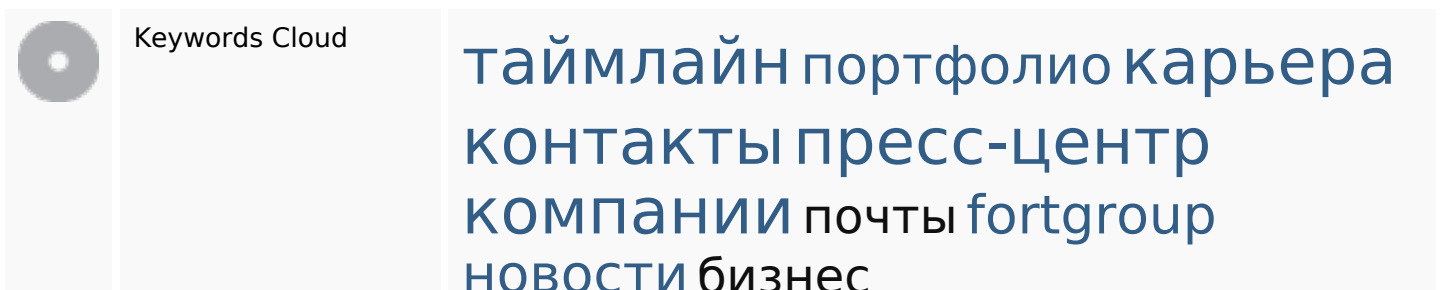 Keywords Cloud
таймлайн портфолио карьера
контакты пресс-центр
компании почты fortgroup
новости бизнес